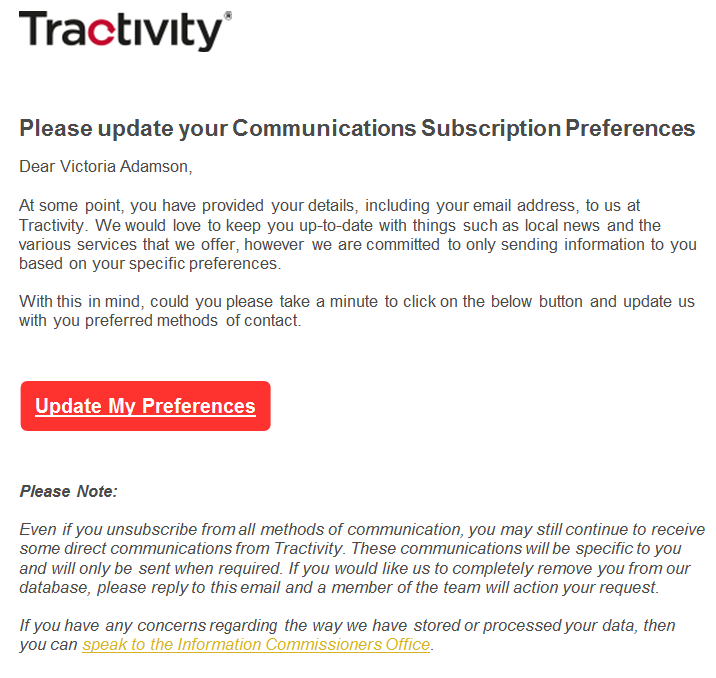 Tractivity®
Please update your Communications Subscription Preferences
Dear Victoria Adamson,
At some point, you have provided your details, including your email address, to us at
Tractivity. We would love to keep you up-to-date with things such as local news and the
various services that we offer, however we are committed to only sending information to you
based on your specific preferences.
With this in mind, could you please take a minute to click on the below button and update us
with you preferred methods of contact.
Update My Preferences
Please Note:
Even if you unsubscribe from all methods of communication, you may still continue to receive
some direct communications from Tractivity. These communications will be specific to you
and will only be sent when required. If you would like us to completely remove you from our
database, please reply to this email and a member of the team will action your request.
If you have any concerns regarding the way we have stored or processed your data, then
you can speak to the Information Commissioners Office.